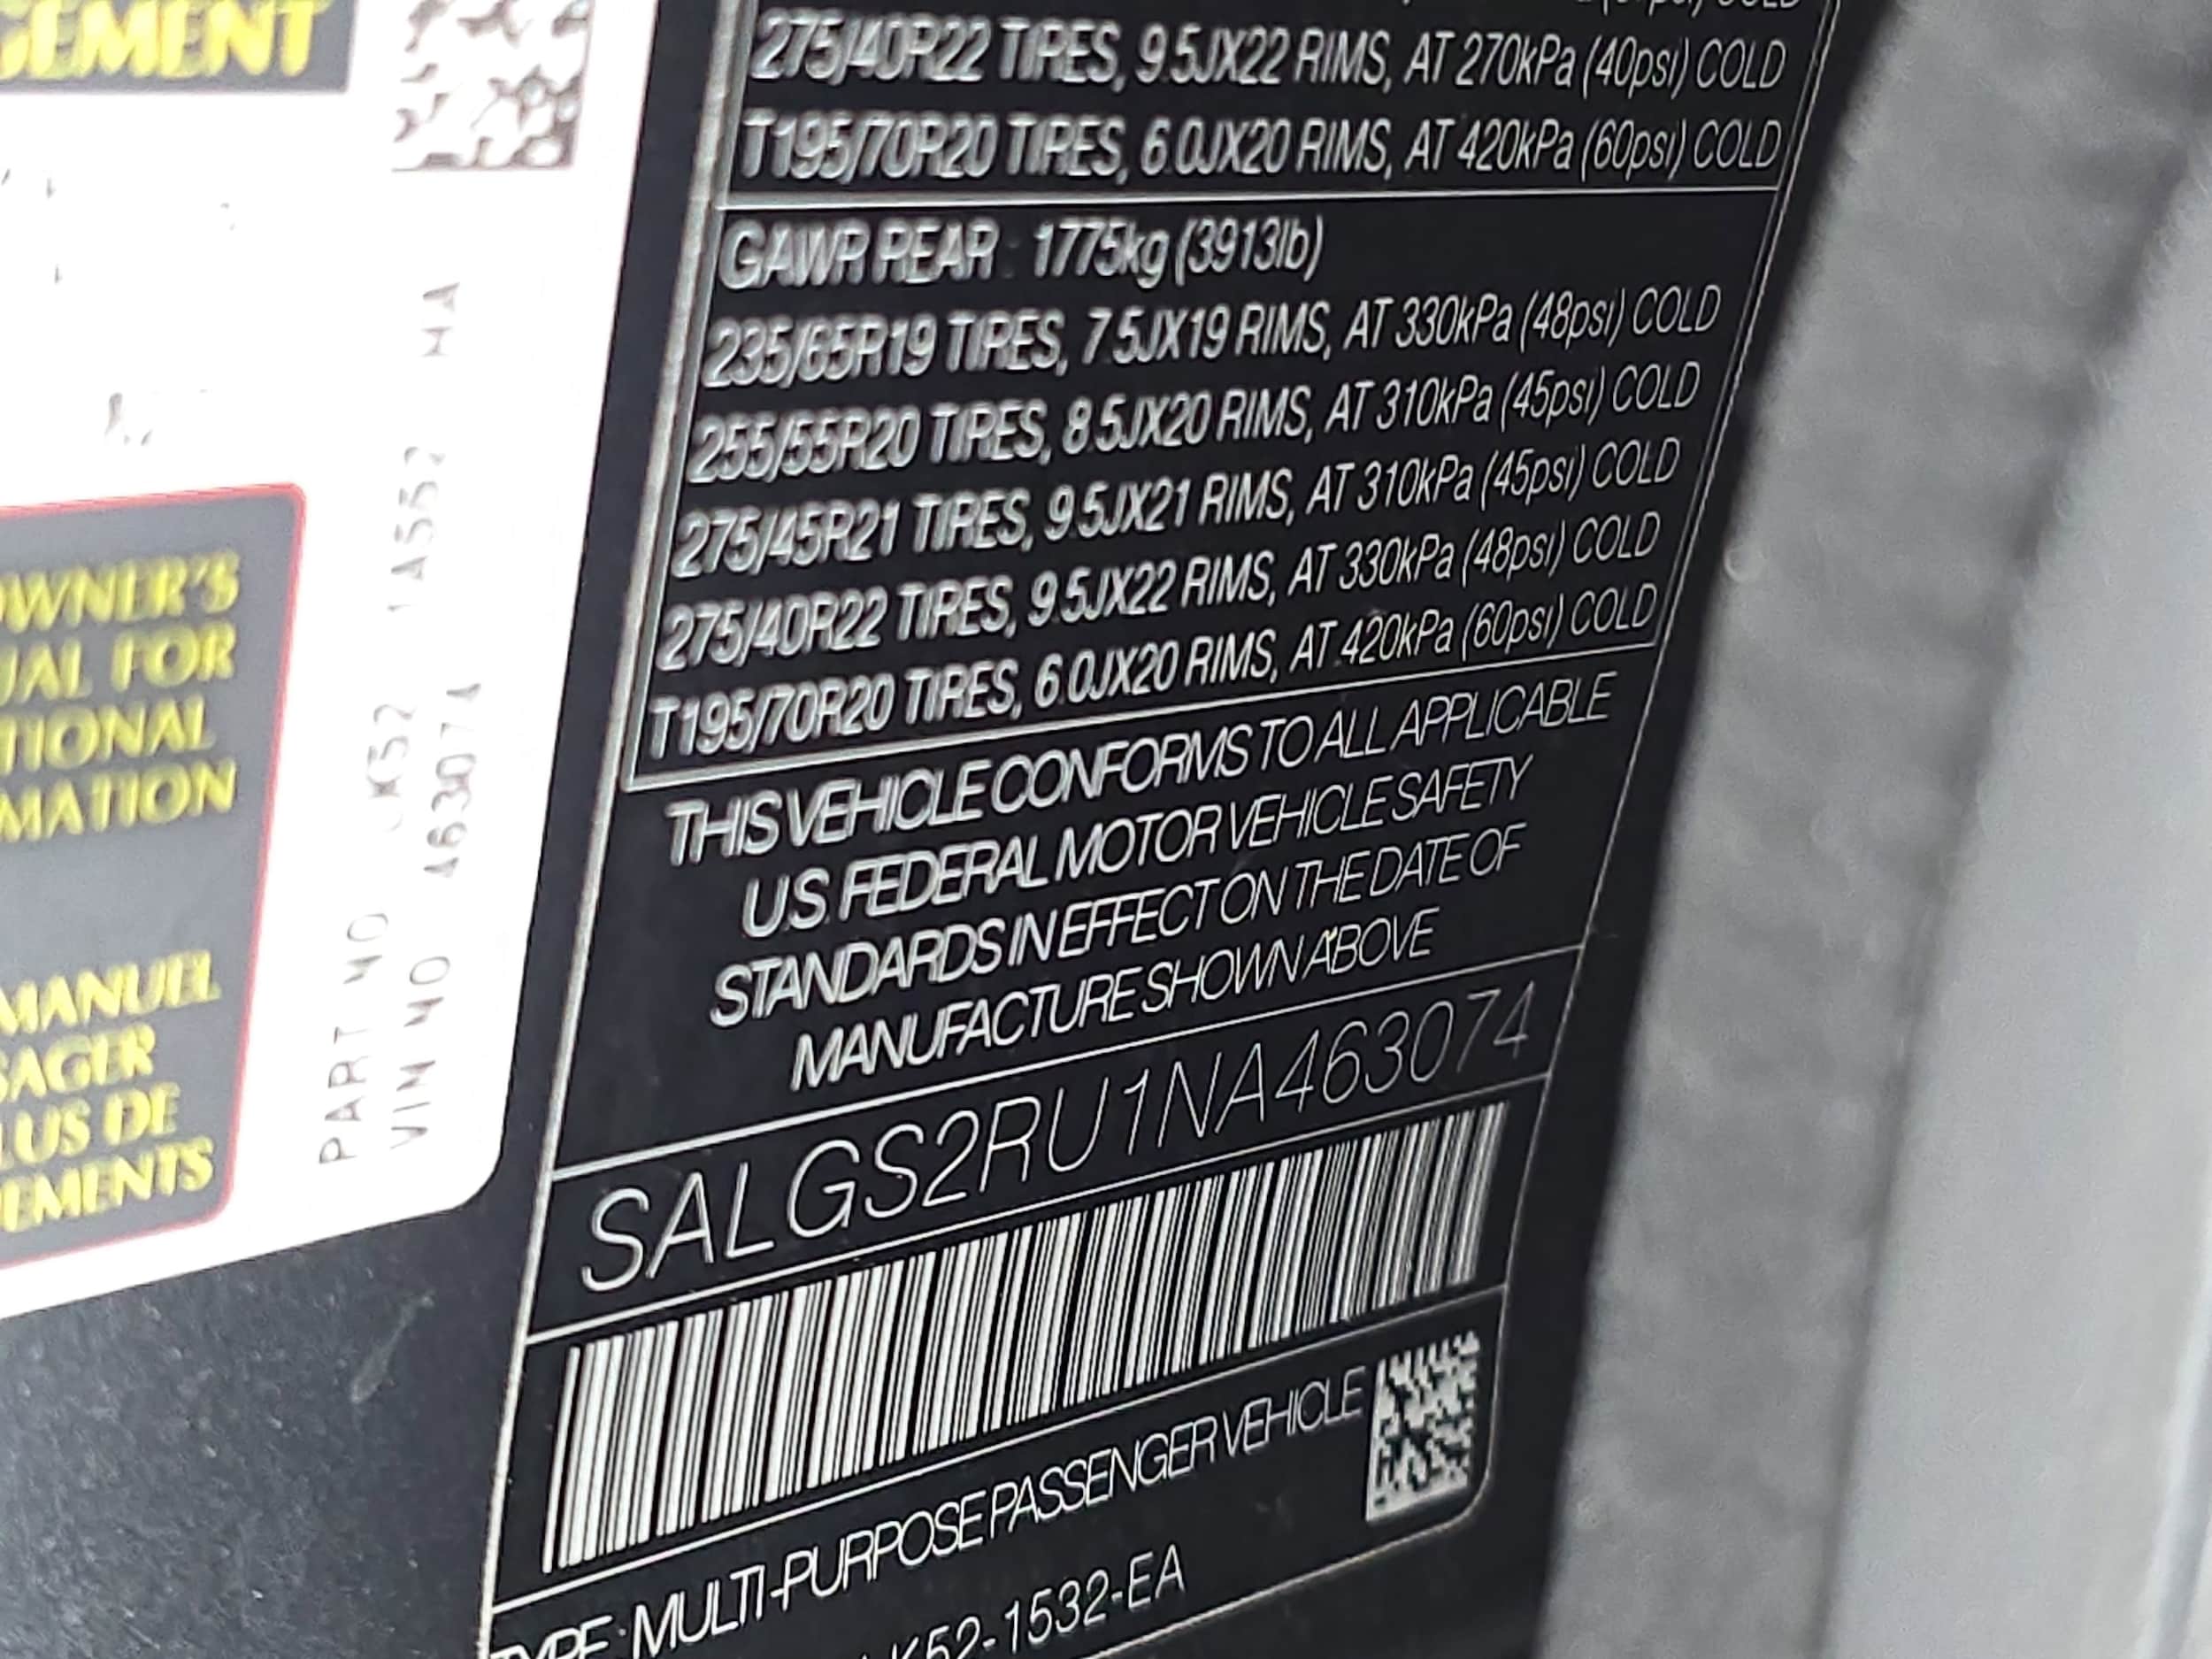 GEMENT
275/40R22 TIRES, 9.5JX22 RIMS, AT 270kPa (40psi) COLD
T195/70R20 TIRES, 6.0JX20 RIMS, AT 420kPa (60psi) COLD
GAWR REAR : 1775kg (3913lb)
235/65R19 TIRES, 7.5JX19 RIMS, AT 330kPa (48psi) COLD
255/55R20 TIRES, 8.5JX20 RIMS, AT 310kPa (45psi) COLD
275/45R21 TIRES, 9.5JX21 RIMS, AT 310kPa (45psi) COLD
275/40R22 TIRES, 9.5JX22 RIMS, AT 330kPa (48psi) COLD
T195/70R20 TIRES, 6.0JX20 RIMS, AT 420kPa (60psi) COLD
THIS VEHICLE CONFORMS TO ALL APPLICABLE
U.S. FEDERAL MOTOR VEHICLE SAFETY
STANDARDS IN EFFECT ON THE DATE OF
MANUFACTURE SHOWN ABOVE
SALGS2RU1NA463074
TYPE : MULTI-PURPOSE PASSENGER VEHICLE
K52-1532-EA
OWNER'S
UAL FOR
TIONAL
MATION
MANUEL
SAGER
LUS DE
EMENTS
PART NO LK52 1A552 MA
VIN NO 463074